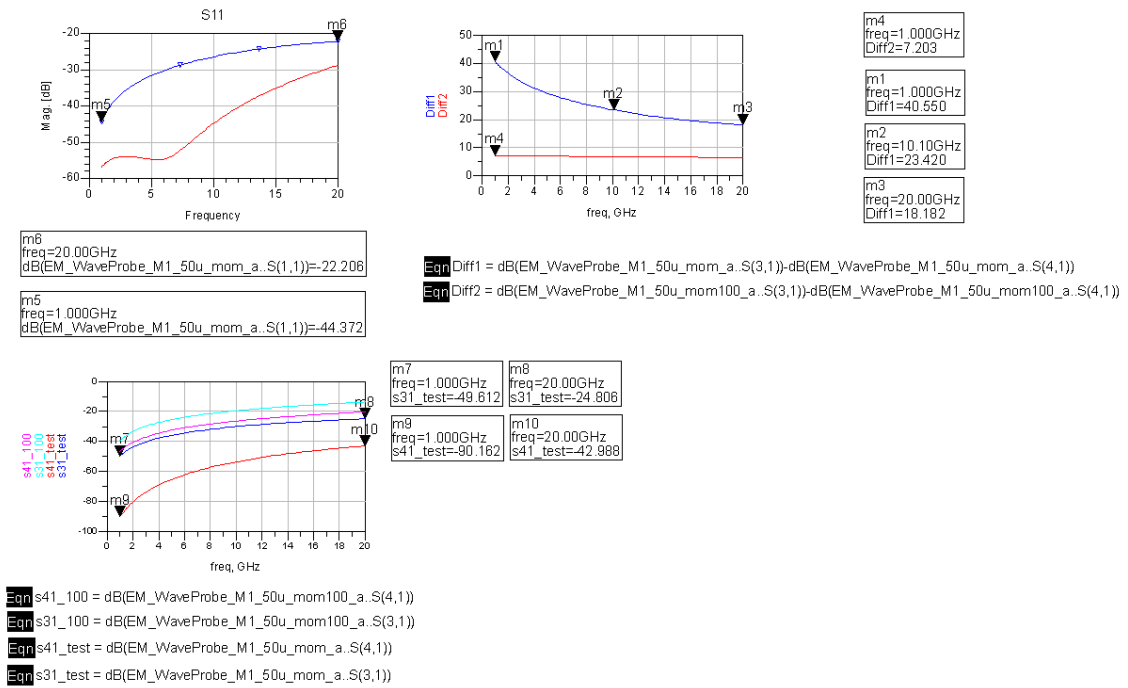 S11
m6
-20
-30
m5
-40
-50
-60
0
5
10
15
20
Mag. [dB]
Frequency
m6
freq=20.00GHz
dB(EM_WaveProbe_M1_50u_mom_a..S(1,1))=-22.206
m5
freq=1.000GHz
dB(EM_WaveProbe_M1_50u_mom_a..S(1,1))=-44.372
50
40
30
20
10
0
m1
m2
m3
m4
Diff2
Diff1
0
2
4
6
8
10
12
14
16
18
20
freq, GHz
m4
freq=1.000GHz
Diff2=7.203
m1
freq=1.000GHz
Diff1=40.550
m2
freq=10.10GHz
Diff1=23.420
m3
freq=20.00GHz
Diff1=18.182
Eqn Diff1 = dB(EM_WaveProbe_M1_50u_mom_a..S(3,1))-dB(EM_WaveProbe_M1_50u_mom_a..S(4,1))
Eqn Diff2 = dB(EM_WaveProbe_M1_50u_mom100_a..S(3,1))-dB(EM_WaveProbe_M1_50u_mom100_a..S(4,1))
0
-20
-40
-60
-80
-100
m7
m8
m9
m10
s41_100
s31_100
s41_test
s31_test
0
2
4
6
8
10
12
14
16
18
20
freq, GHz
m7
freq=1.000GHz
s31_test=-49.612
m8
freq=20.00GHz
s31_test=-24.806
m9
freq=1.000GHz
s41_test=-90.162
m10
freq=20.00GHz
s41_test=-42.988
Eqn s41_100 = dB(EM_WaveProbe_M1_50u_mom100_a..S(4,1))
Eqn s31_100 = dB(EM_WaveProbe_M1_50u_mom100_a..S(3,1))
Eqn s41_test = dB(EM_WaveProbe_M1_50u_mom_a..S(4,1))
Eqn s31_test = dB(EM_WaveProbe_M1_50u_mom_a..S(3,1))